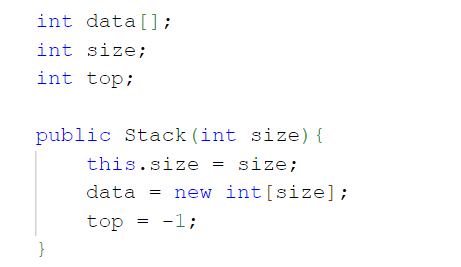 int data[];
int size;
int top;
public Stack(int size){
this.size = size;
data = new int[size];
top = -1;
}